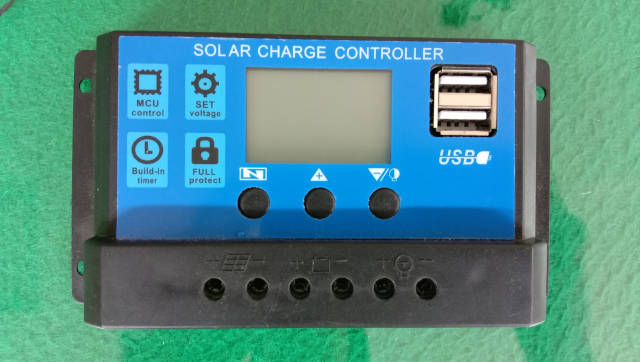 SOLAR CHARGE CONTROLLER
MCU
control
SET
voltage
Build-in
timer
FULL
protect
USB